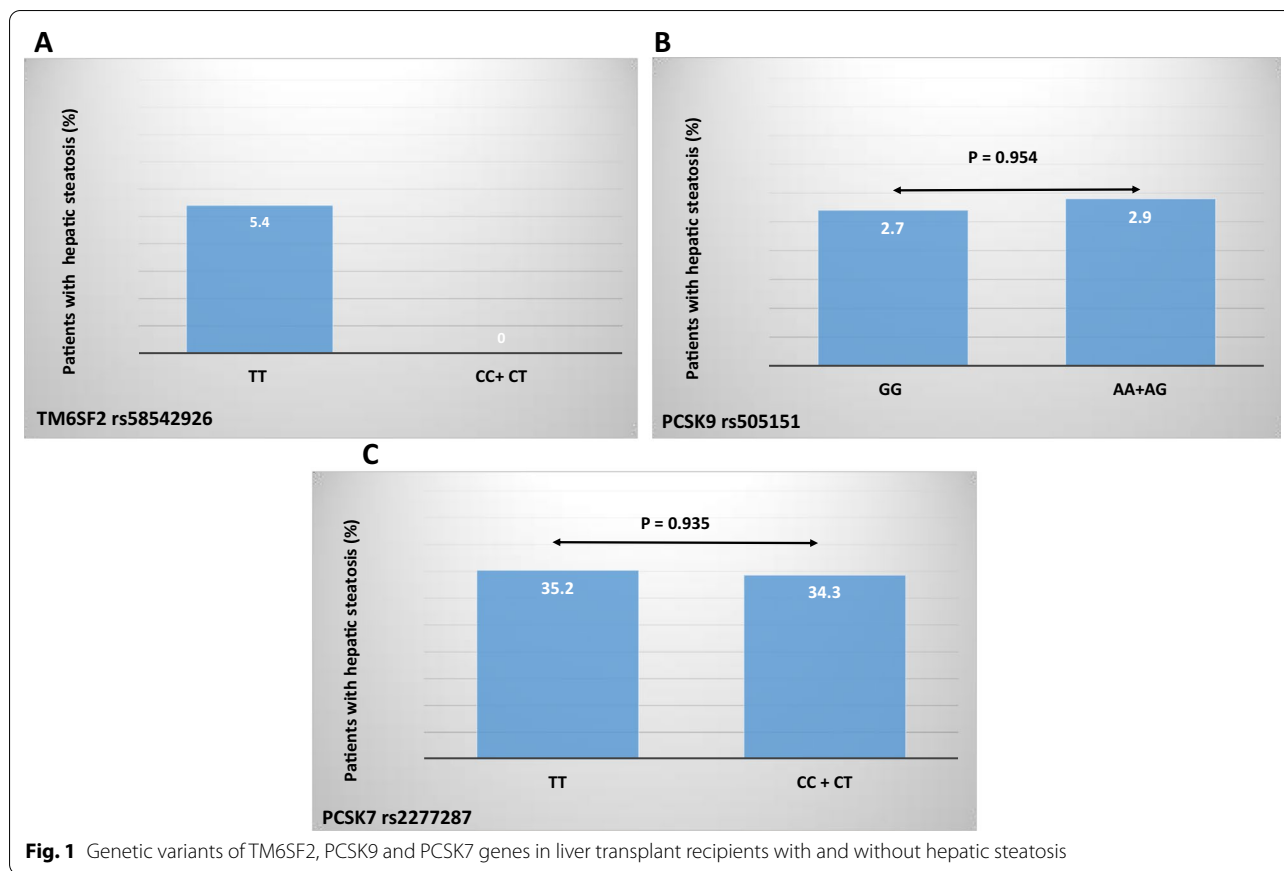 A
Patients with hepatic steatosis (%)
5.4
0
TT
CC+ CT
TM6SF2 rs58542926
B
Patients with hepatic steatosis (%)
P = 0.954
2.7
2.9
GG
AA+AG
PCSK9 rs505151
C
Patients with hepatic steatosis (%)
P = 0.935
35.2
34.3
TT
CC + CT
PCSK7 rs2277287
Fig. 1 Genetic variants of TM6SF2, PCSK9 and PCSK7 genes in liver transplant recipients with and without hepatic steatosis